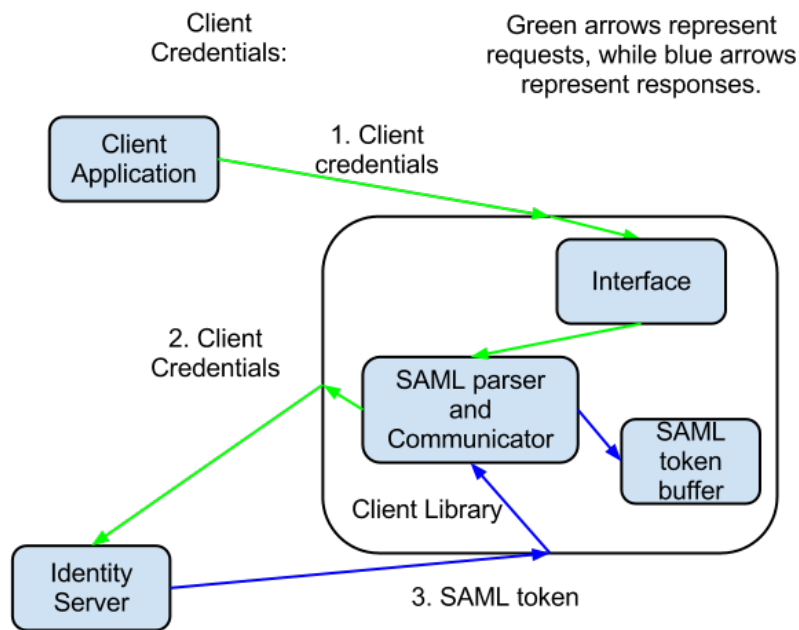 Client
Credentials:
Green arrows represent
requests, while blue arrows
represent responses.
Client
Application
1. Client
credentials
Interface
2. Client
Credentials
SAML parser
and
Communicator
SAML
token
buffer
Client Library
Identity
Server
3. SAML token